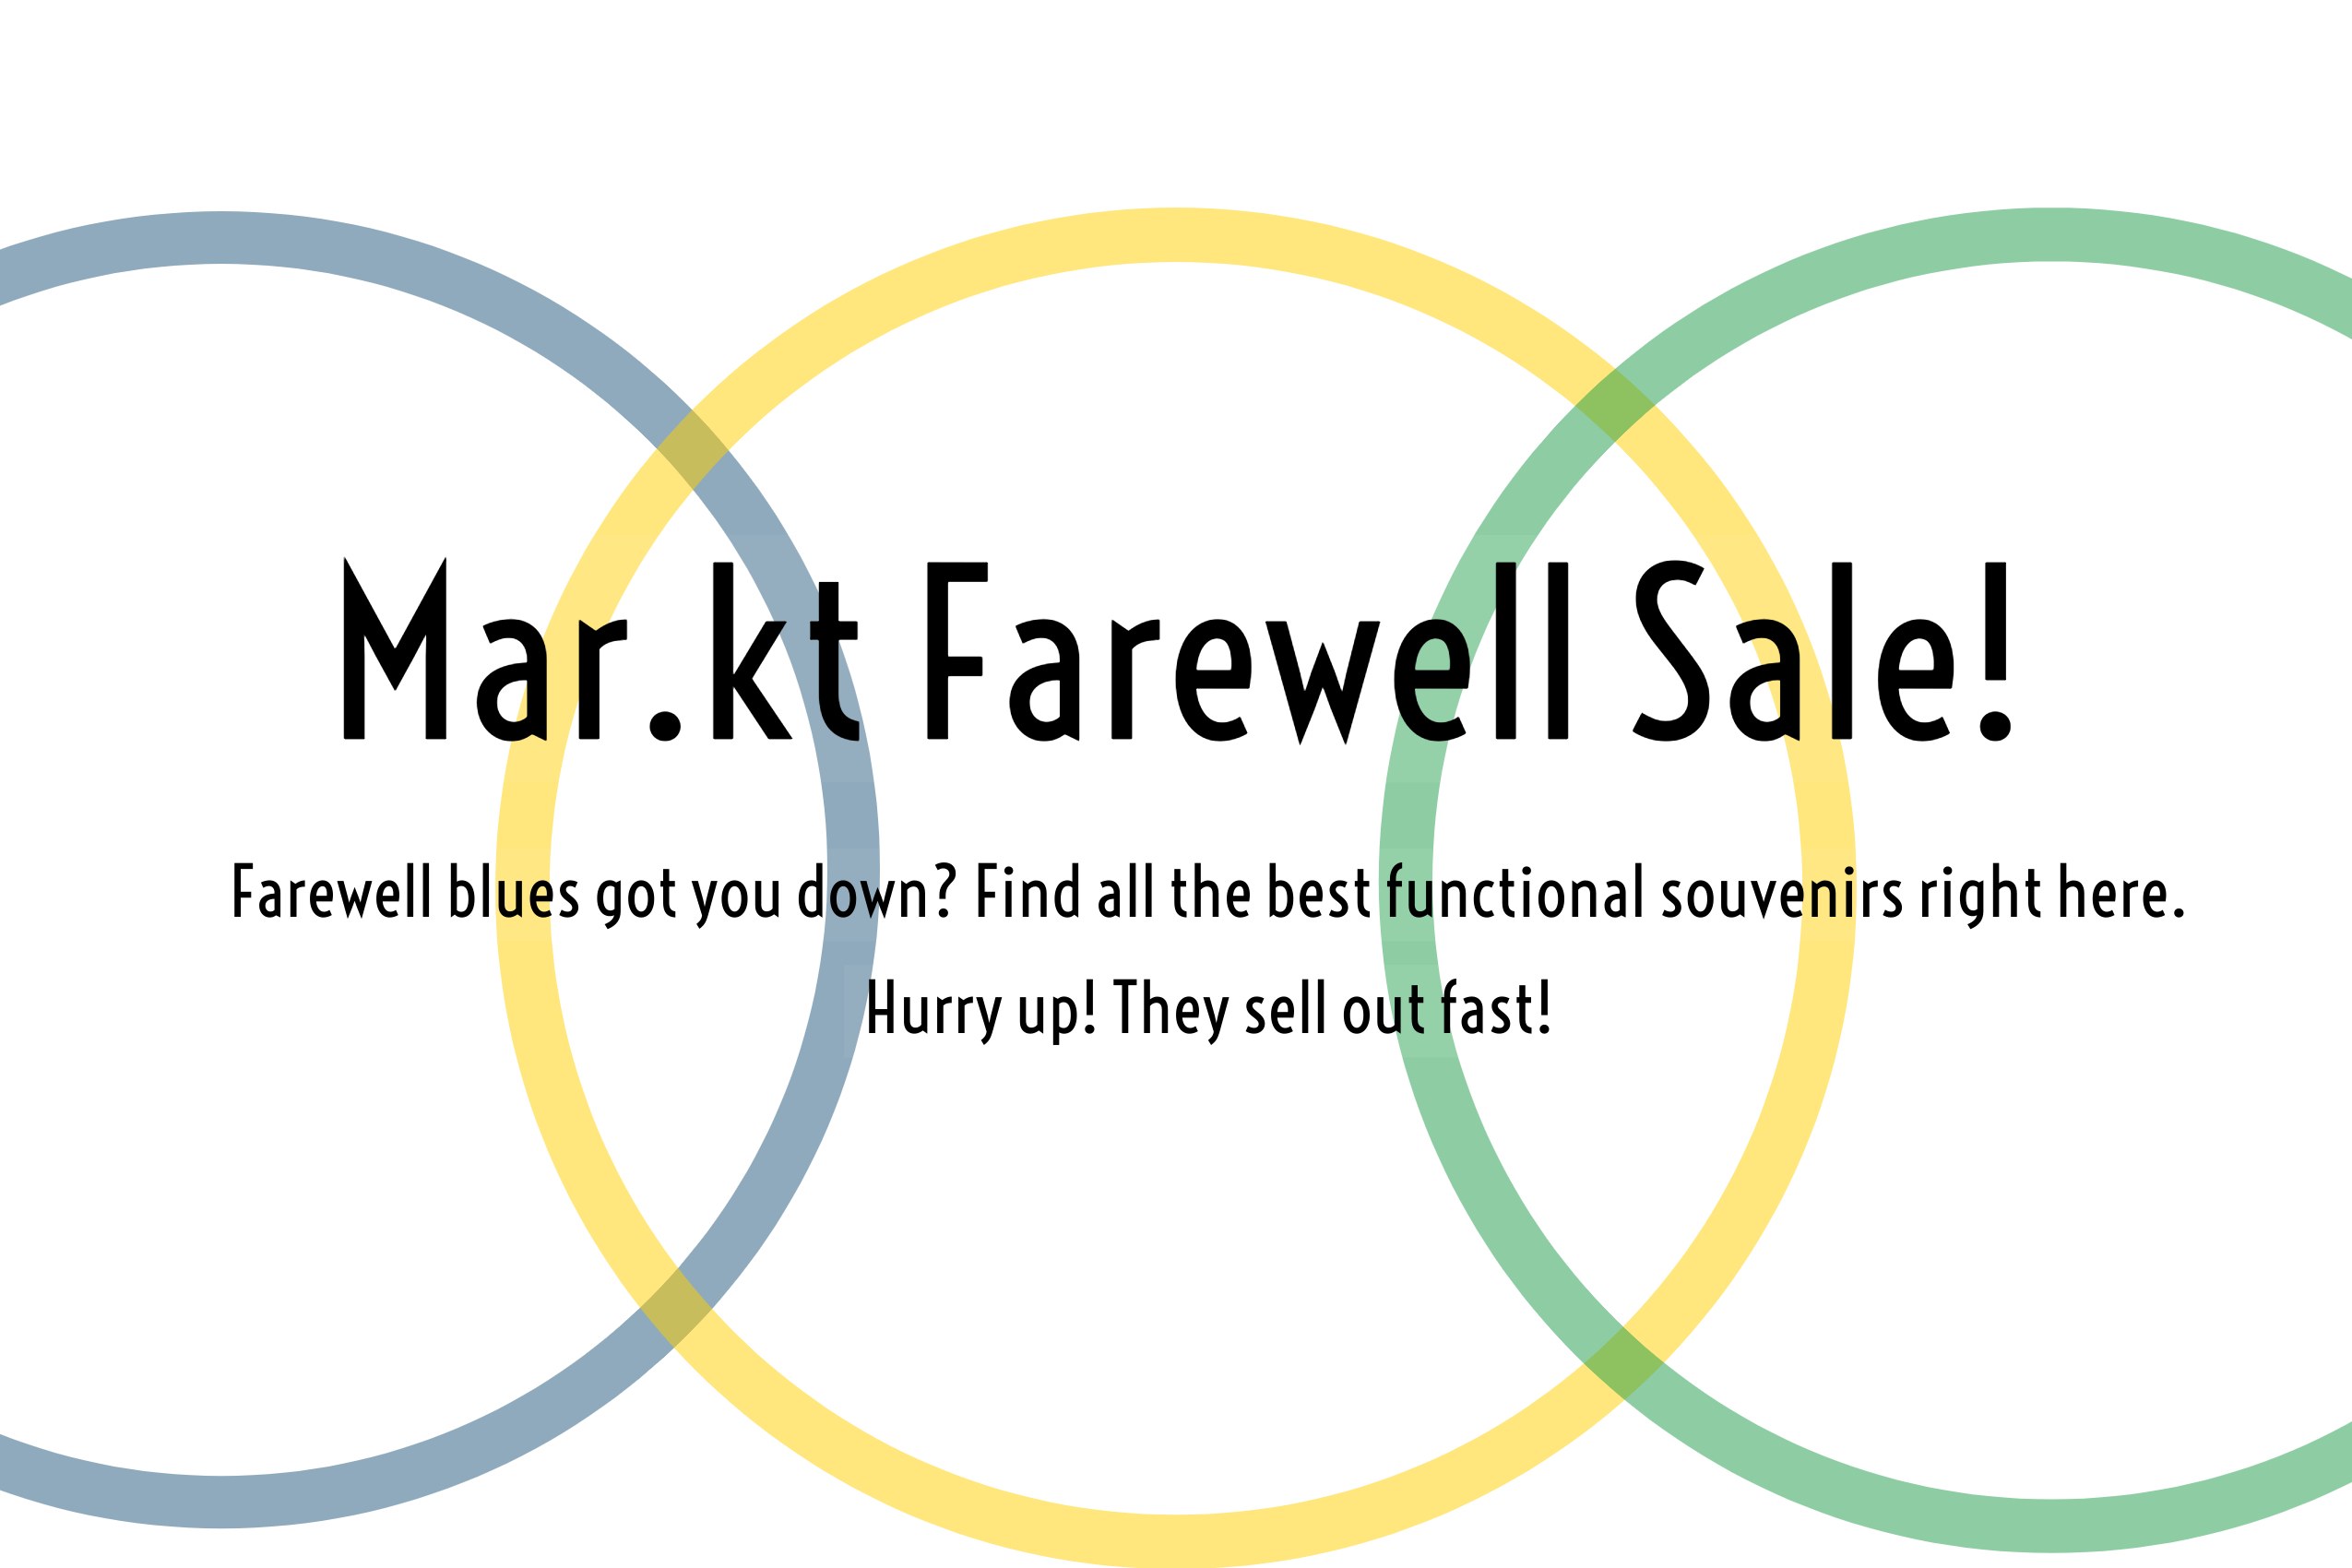 Mar.kt Farewell Sale!
Farewell blues got you down? Find all the best functional souvenirs right here.
Hurry up! They sell out fast!